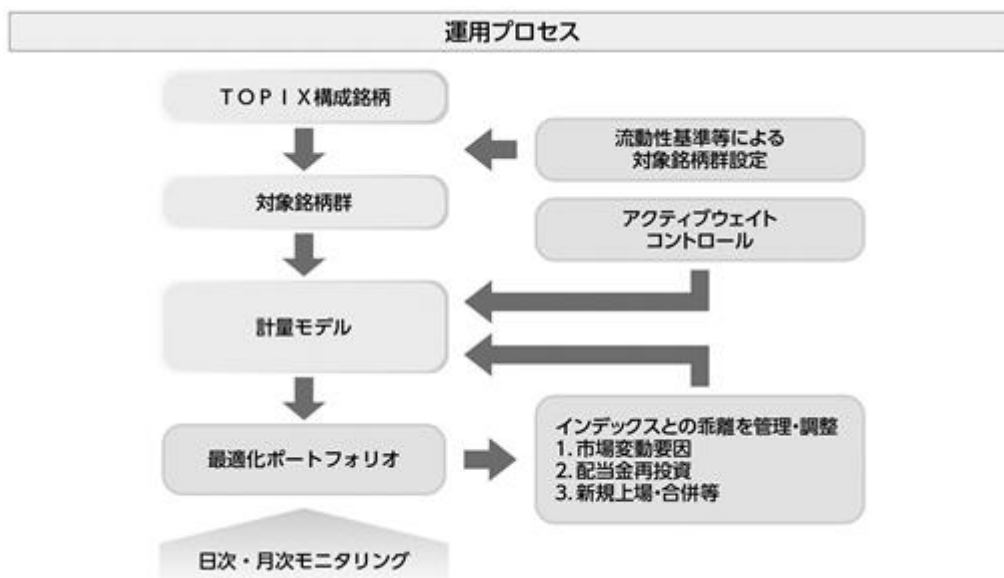 運用プロセス
TOPIX構成銘柄
流動性基準等による
対象銘柄群設定
対象銘柄群
アクティブウェイト
コントロール
計量モデル
最適化ポートフォリオ
インデックスとの乖離を管理・調整
1. 市場変動要因
2. 配当金再投資
3. 新規上場・合併等
日次・月次モニタリング